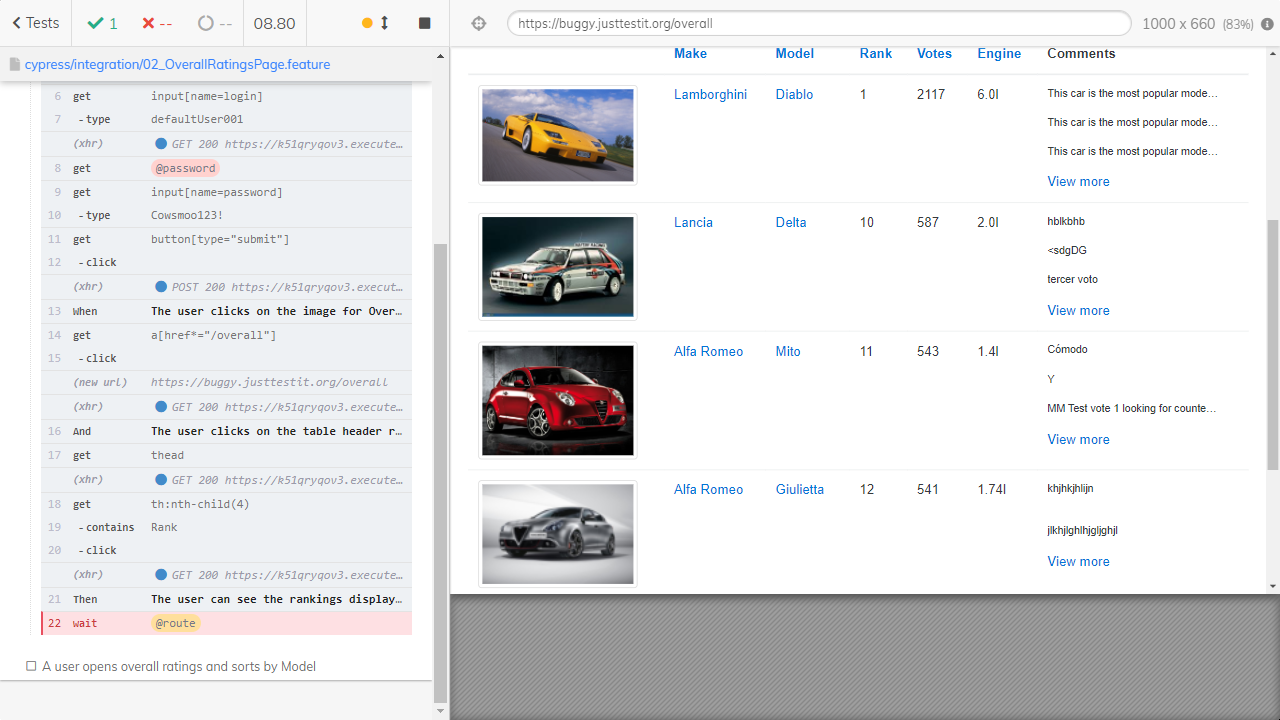 Tests
1
--
--
08.80
https://buggy.justtestit.org/overall
1000 x 660 (83%)
cypress/integration/02_OverallRatingsPage.feature
6 get input[name=login]
7 -type defaultUser001
(xhr) GET 200 https://k51qryqov3.execute…
8 get @password
9 get input[name=password]
10 -type Cowsmoo123!
11 get button[type="submit"]
12 -click
(xhr) POST 200 https://k51qryqov3.execut…
13 When The user clicks on the image for Over…
14 get a[href*="/overall"]
15 -click
(new url) https://buggy.justtestit.org/overall
(xhr) GET 200 https://k51qryqov3.execute…
16 And The user clicks on the table header r…
17 get thead
(xhr) GET 200 https://k51qryqov3.execute…
18 get th:nth-child(4)
19 -contains Rank
20 -click
(xhr) GET 200 https://k51qryqov3.execute…
21 Then The user can see the rankings display…
22 wait @route
A user opens overall ratings and sorts by Model
Make Model Rank Votes Engine Comments
Lamborghini Diablo 1 2117 6.0l This car is the most popular mode…
This car is the most popular mode…
This car is the most popular mode…
View more
Lancia Delta 10 587 2.0l hblkbhb
<sdgDG
tercer voto
View more
Alfa Romeo Mito 11 543 1.4l Cómodo
Y
MM Test vote 1 looking for counte…
View more
Alfa Romeo Giulietta 12 541 1.74l khjhkjhlijn
jlkhjlghlhjgljghjl
View more